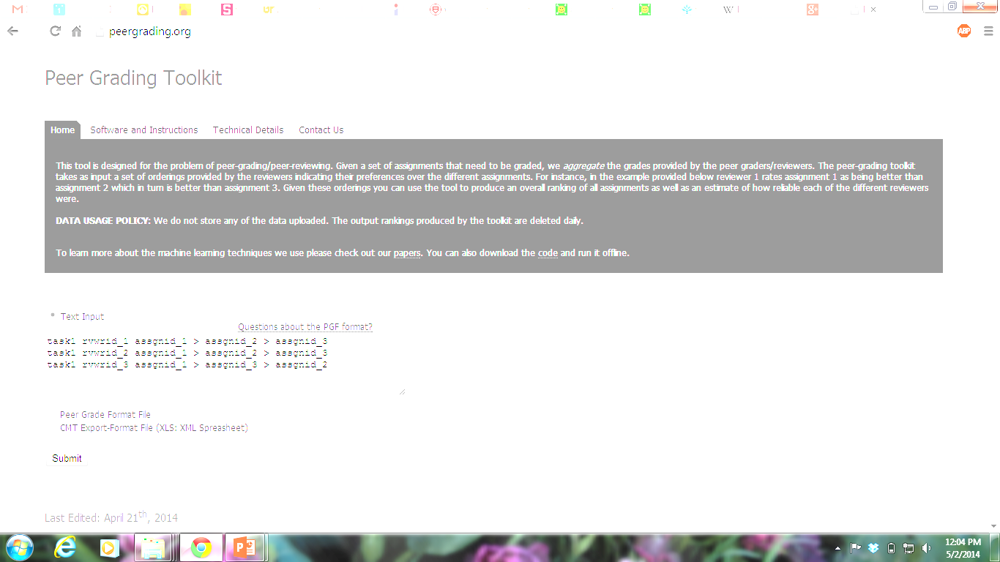 peergrading.org
ABP
Peer Grading Toolkit
Home Software and Instructions Technical Details Contact Us
This tool is designed for the problem of peer-grading/peer-reviewing. Given a set of assignments that need to be graded, we aggregate the grades provided by the peer graders/reviewers. The peer-grading toolkit
takes as input a set of orderings provided by the reviewers indicating their preferences over the different assignments. For instance, in the example provided below reviewer 1 rates assignment 1 as being better than
assignment 2 which in turn is better than assignment 3. Given these orderings you can use the tool to produce an overall ranking of all assignments as well as an estimate of how reliable each of the different reviewers
were.
DATA USAGE POLICY: We do not store any of the data uploaded. The output rankings produced by the toolkit are deleted daily.
To learn more about the machine learning techniques we use please check out our papers. You can also download the code and run it offline.
Text Input
Questions about the PGF format?
task1 rvwrid_1 assgnid_1 > assgnid_2 > assgnid_3
task1 rvwrid_2 assgnid_1 > assgnid_2 > assgnid_3
task1 rvwrid_3 assgnid_1 > assgnid_3 > assgnid_2
Peer Grade Format File
CMT Export-Format File (XLS: XML Spreasheet)
Submit
Last Edited: April 21th, 2014
12:04 PM
5/2/2014